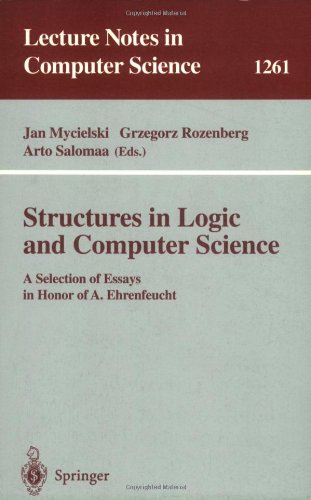 Lecture Notes in
Computer Science 1261
Jan Mycielski Grzegorz Rozenberg
Arto Salomaa (Eds.)
Structures in Logic
and Computer Science
A Selection of Essays
in Honor of A. Ehrenfeucht
Springer